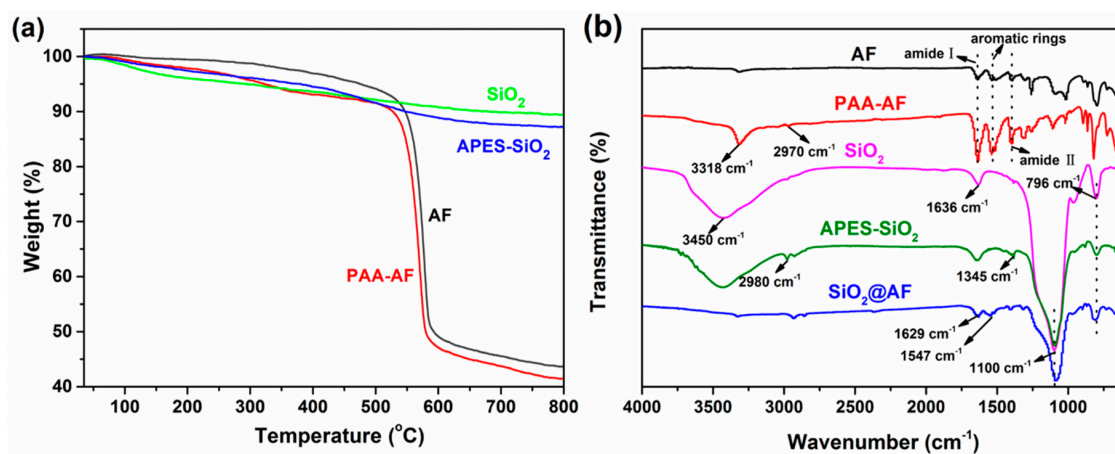 (a)
100
90
80
70
60
50
40
100
200
300
400
500
600
700
800
Weight (%)
Temperature (°C)
SiO₂
APES-SiO₂
AF
PAA-AF
(b)
aromatic rings
amide Ⅰ
AF
PAA-AF
3318 cm⁻¹
2970 cm⁻¹
amide Ⅱ
SiO₂
796 cm⁻¹
1636 cm⁻¹
3450 cm⁻¹
APES-SiO₂
2980 cm⁻¹
1345 cm⁻¹
SiO₂@AF
1629 cm⁻¹
1547 cm⁻¹
1100 cm⁻¹
4000
3500
3000
2500
2000
1500
1000
Transmittance (%)
Wavenumber (cm⁻¹)